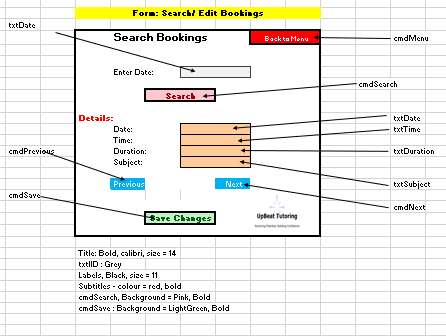 Form: Search/ Edit Bookings
txtDate
Search Bookings
Back to Menu
cmdMenu
Enter Date:
cmdSearch
Search
Details:
Date:
txtDate
Time:
txtTime
cmdPrevious
Duration:
txtDuration
Subject:
Previous
Next
txtSubject
cmdSave
cmdNext
Save Changes
UpBeat Tutoring
Title: Bold, calibri, size = 14
txtIID : Grey
Labels, Black, size = 11
Subtitles - colour = red, bold
cmdSearch, Background = Pink, Bold
cmdSave : Background = LightGreen, Bold